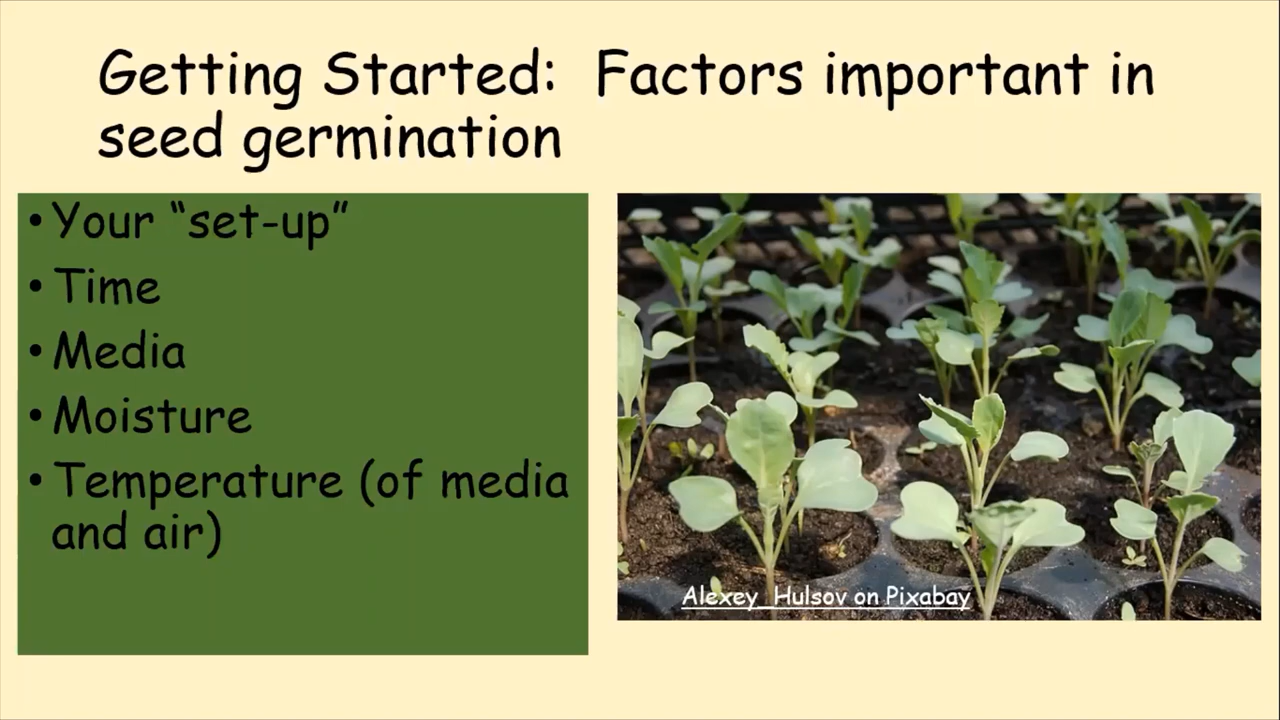 Getting Started:  Factors important in
seed germination
• Your “set-up”
• Time
• Media
• Moisture
• Temperature (of media
and air)
Alexey_Hulsov on Pixabay